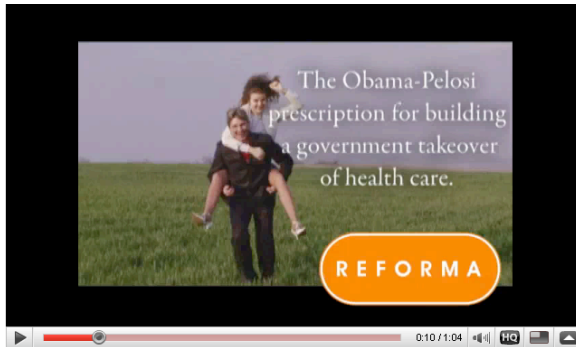 The Obama-Pelosi
prescription for building
a government takeover
of health care.
REFORMA
0:10 / 1:04
HQ